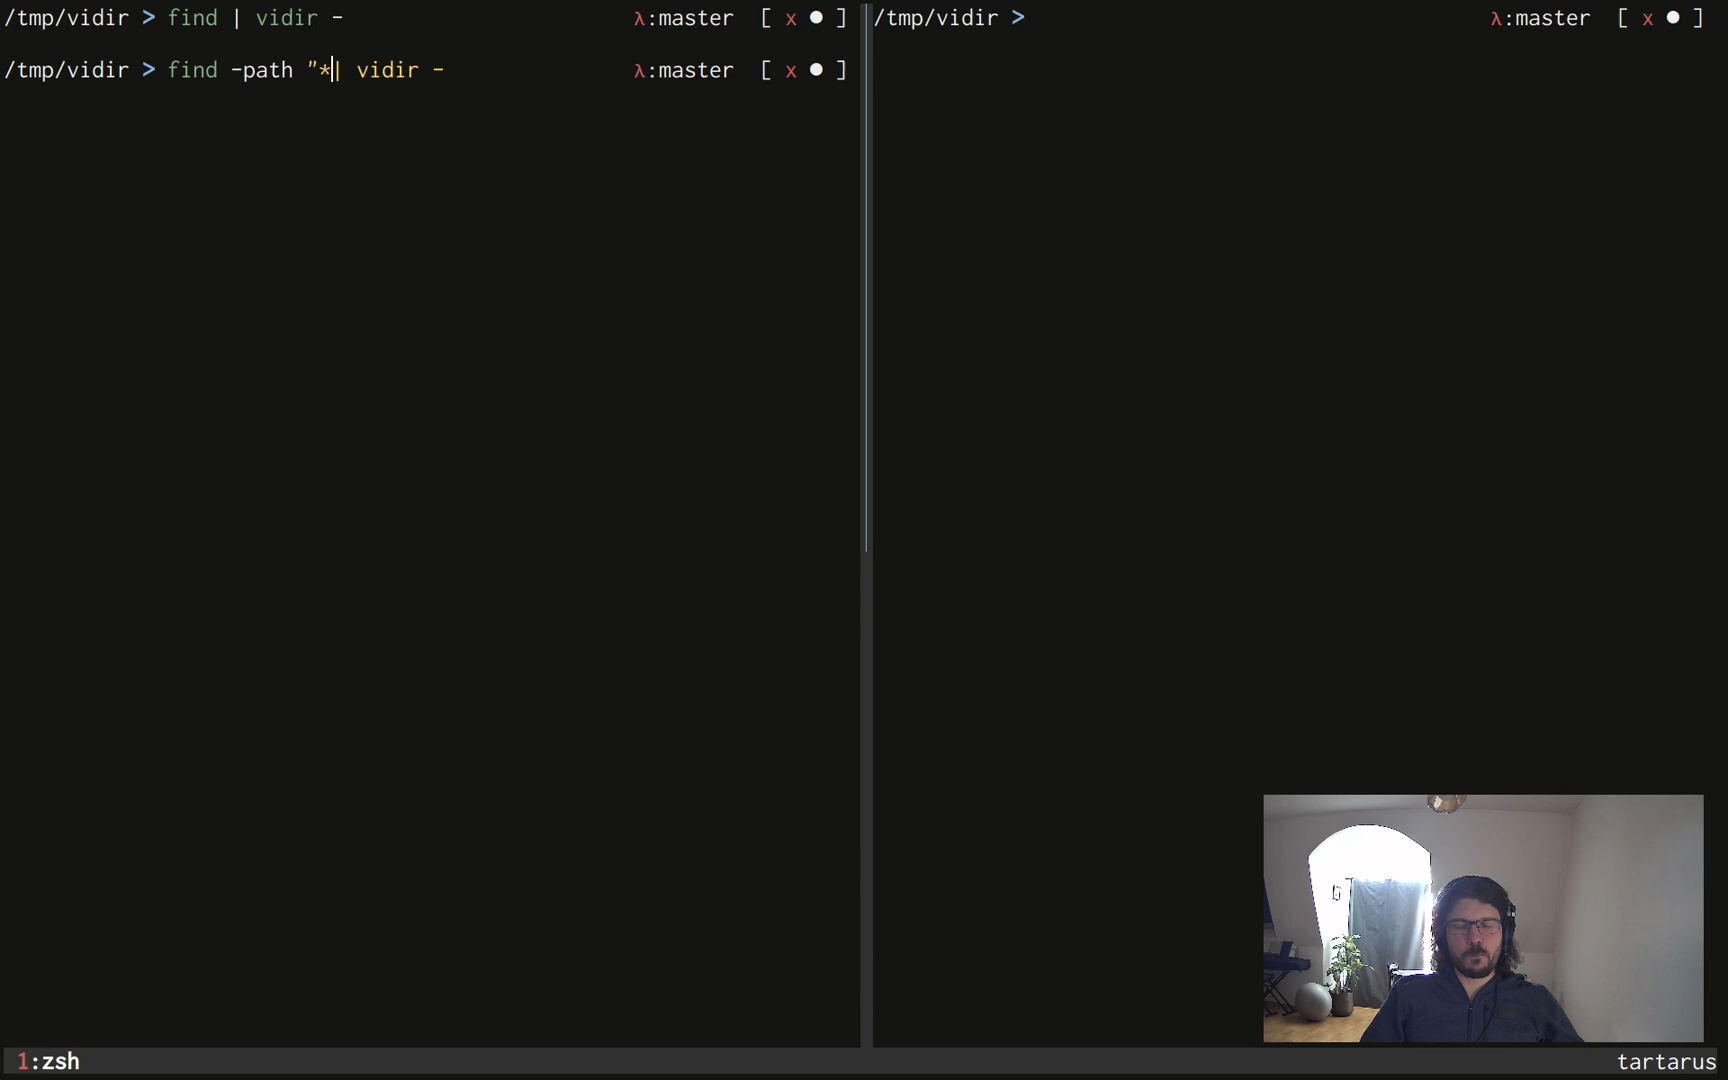 /tmp/vidir > find | vidir - λ:master [ x ● ]
/tmp/vidir > find -path "*| vidir - λ:master [ x ● ]
/tmp/vidir > λ:master [ x ● ]
1:zsh tartarus